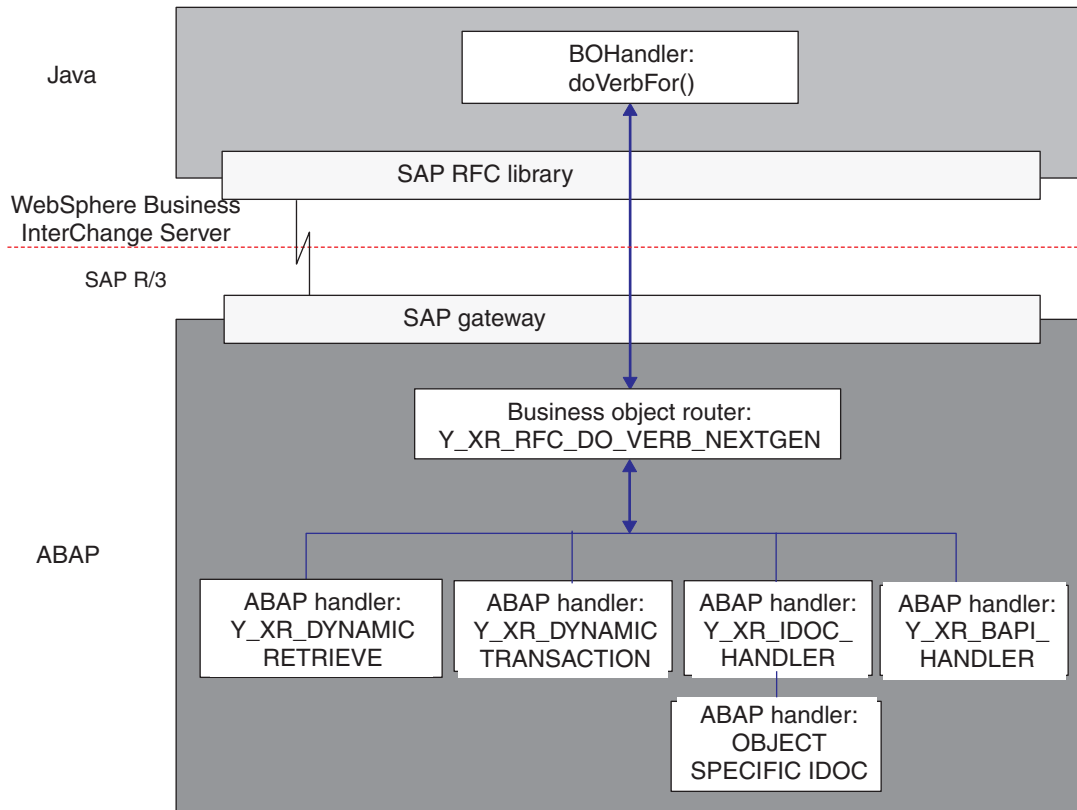 Java
BOHandler:
doVerbFor()
SAP RFC library
WebSphere Business
InterChange Server
SAP R/3
SAP gateway
Business object router:
Y_XR_RFC_DO_VERB_NEXTGEN
ABAP
ABAP handler:
Y_XR_DYNAMIC
RETRIEVE
ABAP handler:
Y_XR_DYNAMIC
TRANSACTION
ABAP handler:
Y_XR_IDOC_
HANDLER
ABAP handler:
Y_XR_BAPI_
HANDLER
ABAP handler:
OBJECT
SPECIFIC IDOC